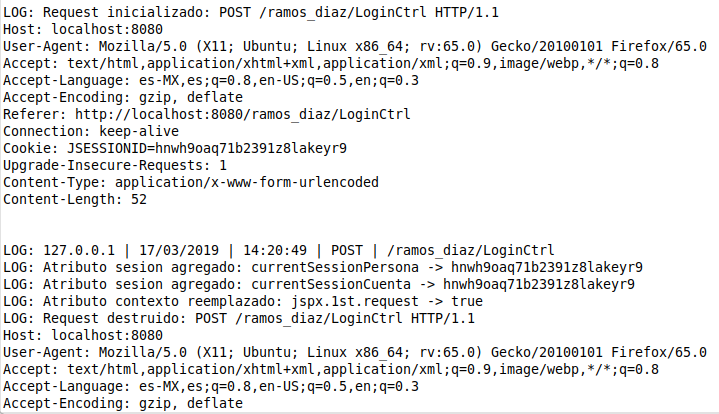 LOG: Request inicializado: POST /ramos_diaz/LoginCtrl HTTP/1.1
Host: localhost:8080
User-Agent: Mozilla/5.0 (X11; Ubuntu; Linux x86_64; rv:65.0) Gecko/20100101 Firefox/65.0
Accept: text/html,application/xhtml+xml,application/xml;q=0.9,image/webp,*/*;q=0.8
Accept-Language: es-MX,es;q=0.8,en-US;q=0.5,en;q=0.3
Accept-Encoding: gzip, deflate
Referer: http://localhost:8080/ramos_diaz/LoginCtrl
Connection: keep-alive
Cookie: JSESSIONID=hnwh9oaq71b2391z8lakeyr9
Upgrade-Insecure-Requests: 1
Content-Type: application/x-www-form-urlencoded
Content-Length: 52
LOG: 127.0.0.1 | 17/03/2019 | 14:20:49 | POST | /ramos_diaz/LoginCtrl
LOG: Atributo sesion agregado: currentSessionPersona -> hnwh9oaq71b2391z8lakeyr9
LOG: Atributo sesion agregado: currentSessionCuenta -> hnwh9oaq71b2391z8lakeyr9
LOG: Atributo contexto reemplazado: jspx.1st.request -> true
LOG: Request destruido: POST /ramos_diaz/LoginCtrl HTTP/1.1
Host: localhost:8080
User-Agent: Mozilla/5.0 (X11; Ubuntu; Linux x86_64; rv:65.0) Gecko/20100101 Firefox/65.0
Accept: text/html,application/xhtml+xml,application/xml;q=0.9,image/webp,*/*;q=0.8
Accept-Language: es-MX,es;q=0.8,en-US;q=0.5,en;q=0.3
Accept-Encoding: gzip, deflate